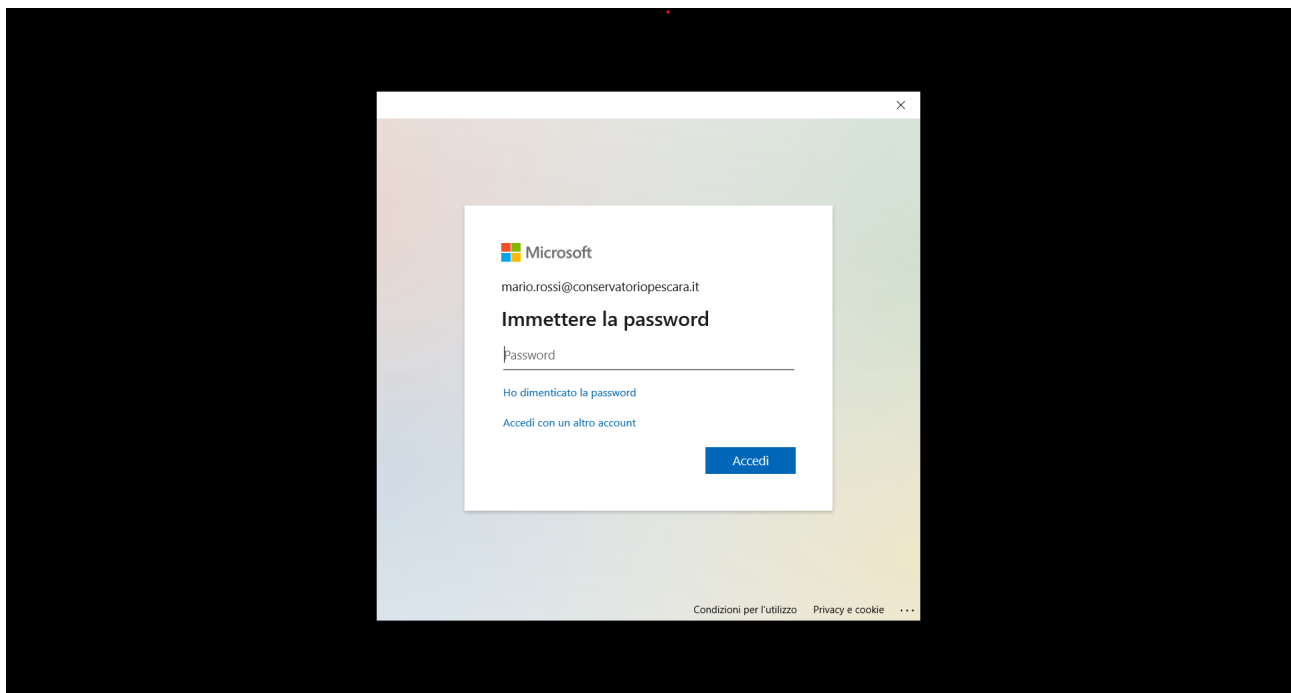 Microsoft
mario.rossi@conservatoriopescara.it
Immettere la password
Password
Ho dimenticato la password
Accedi con un altro account
Accedi
Condizioni per l'utilizzo Privacy e cookie ...